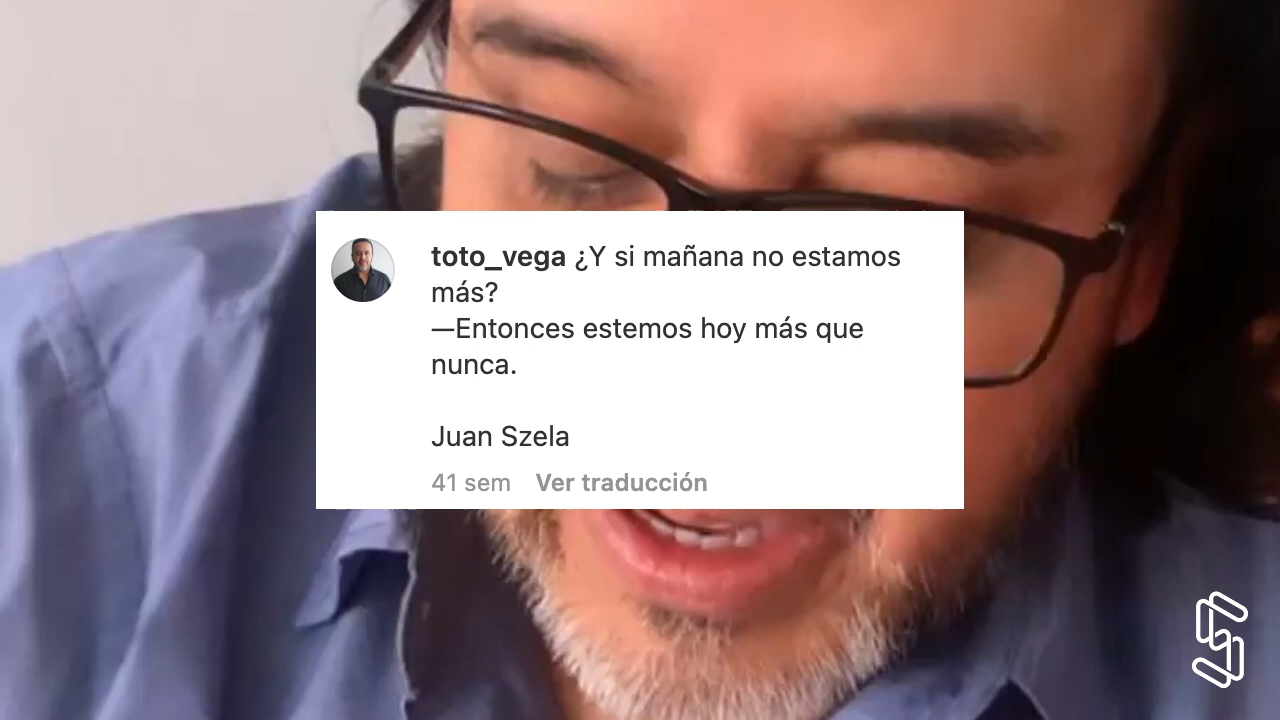 toto_vega ¿Y si mañana no estamos
más?
—Entonces estemos hoy más que
nunca.
Juan Szela
41 sem Ver traducción